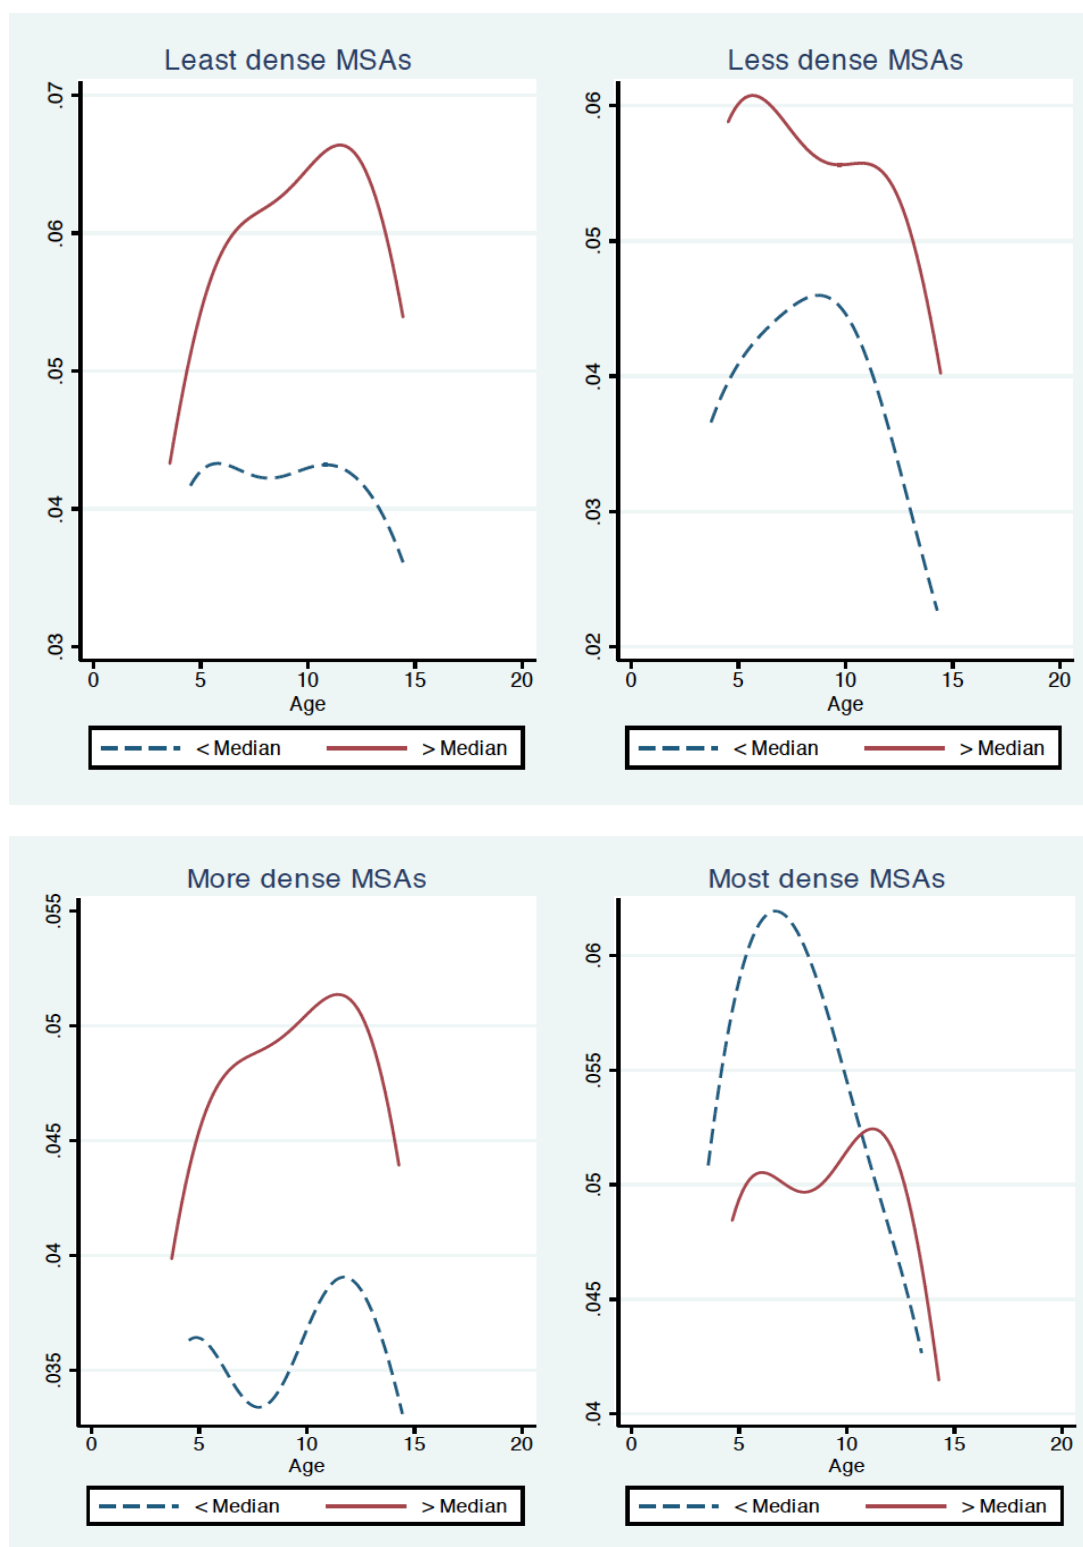 Least dense MSAs
.07
.06
.05
.04
.03
0 5 10 15 20
Age
< Median > Median
Less dense MSAs
.06
.05
.04
.03
.02
0 5 10 15 20
Age
< Median > Median
More dense MSAs
.055
.05
.045
.04
.035
0 5 10 15 20
Age
< Median > Median
Most dense MSAs
.06
.055
.05
.045
.04
0 5 10 15 20
Age
< Median > Median